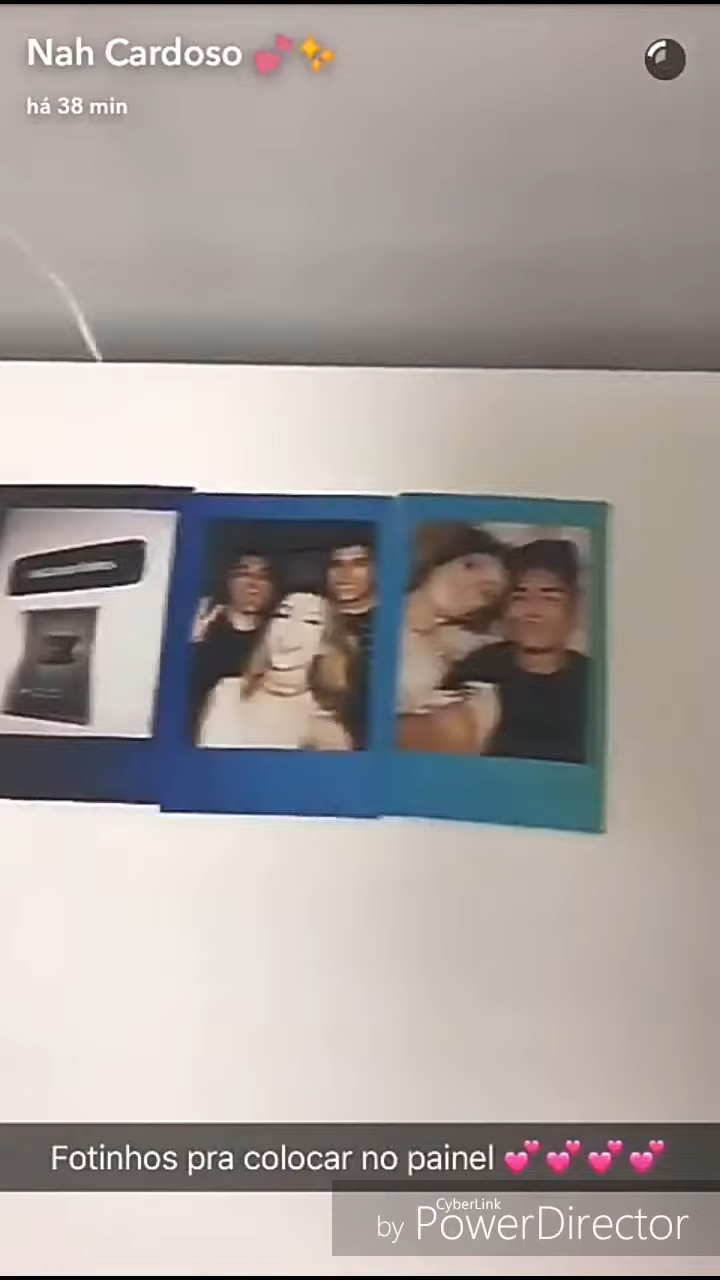 Nah Cardoso 💕✨
há 38 min
Fotinhos pra colocar no painel 💕💕💕💕
CyberLink
by PowerDirector